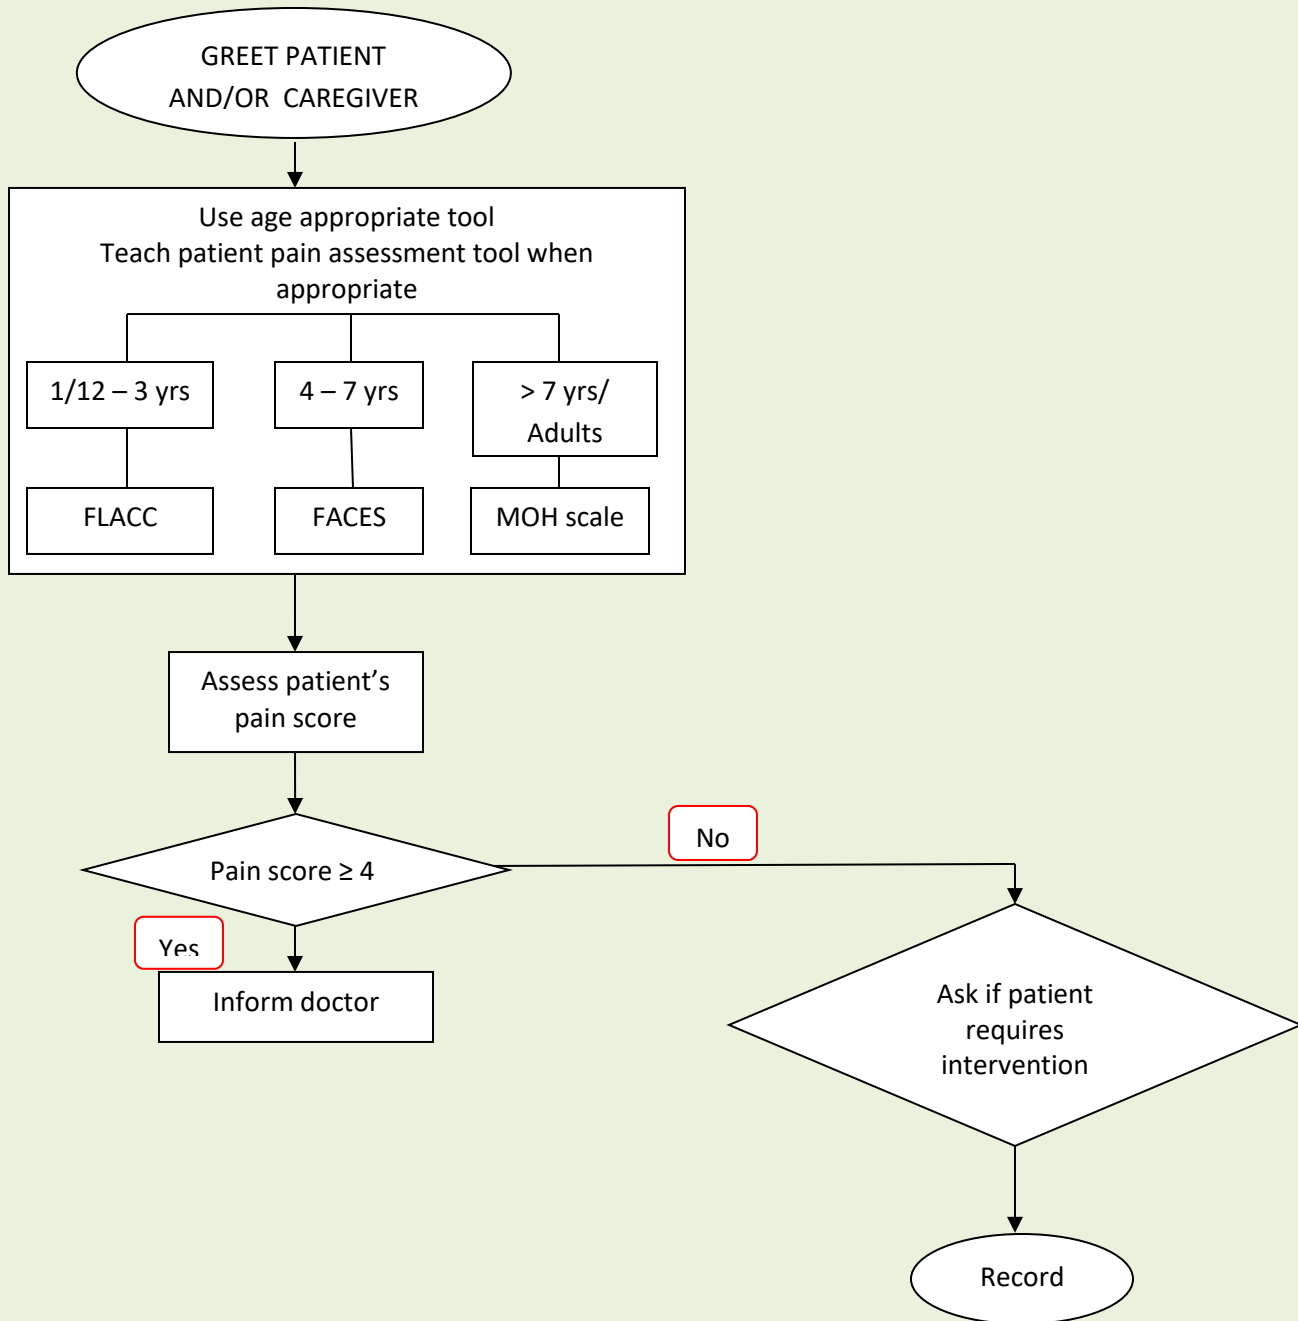 GREET PATIENT
AND/OR CAREGIVER
Use age appropriate tool
Teach patient pain assessment tool when
appropriate
1/12 – 3 yrs
4 – 7 yrs
> 7 yrs/
Adults
FLACC
FACES
MOH scale
Assess patient’s
pain score
Pain score ≥ 4
No
Yes
Inform doctor
Ask if patient
requires
intervention
Record